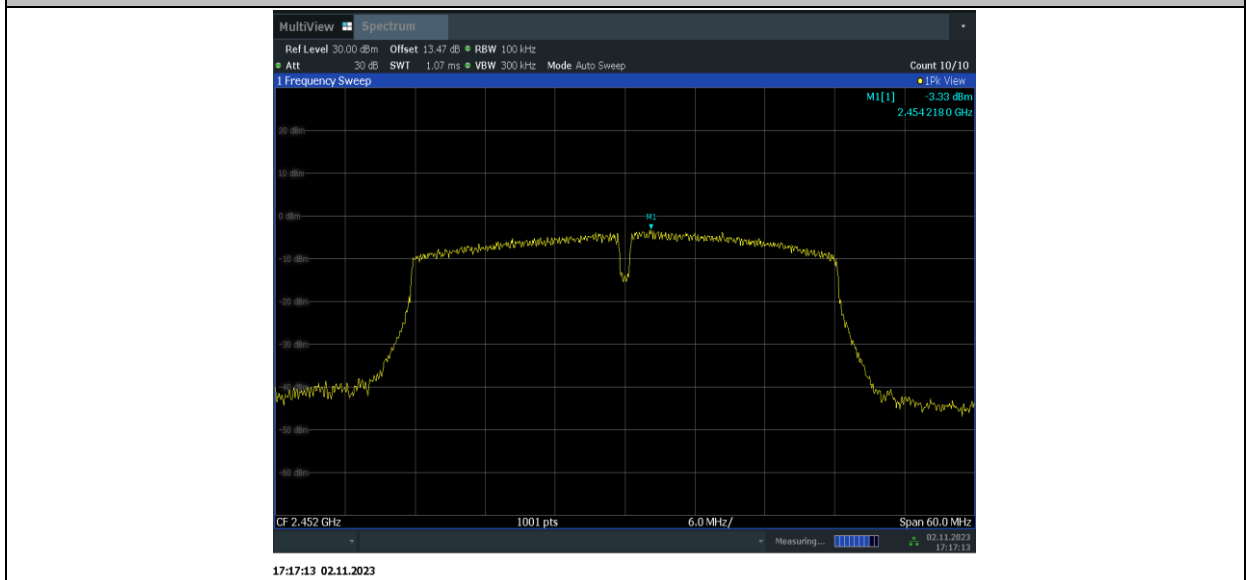 MultiView Spectrum
Ref Level 30.00 dBm Offset 13.47 dB RBW 100 kHz
Att 30 dB SWT 1.07 ms VBW 300 kHz Mode Auto Sweep Count 10/10
1 Frequency Sweep 1Pk View
M1[1] -3.33 dBm
2.454 218 0 GHz
20 dBm
10 dBm
0 dBm
M1
-10 dBm
-20 dBm
-30 dBm
-50 dBm
-60 dBm
CF 2.452 GHz 1001 pts 6.0 MHz/ Span 60.0 MHz
Measuring... 02.11.2023
17:17:13
17:17:13 02.11.2023